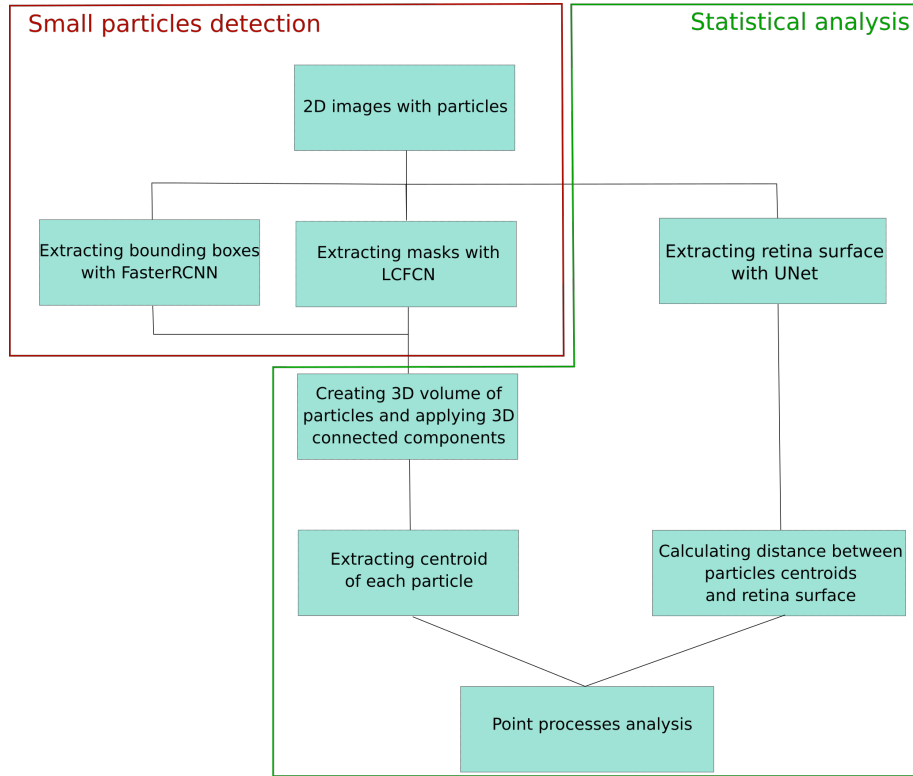 Small particles detection
Statistical analysis
2D images with particles
Extracting bounding boxes
with FasterRCNN
Extracting masks with
LCFCN
Extracting retina surface
with UNet
Creating 3D volume of
particles and applying 3D
connected components
Extracting centroid
of each particle
Calculating distance between
particles centroids
and retina surface
Point processes analysis